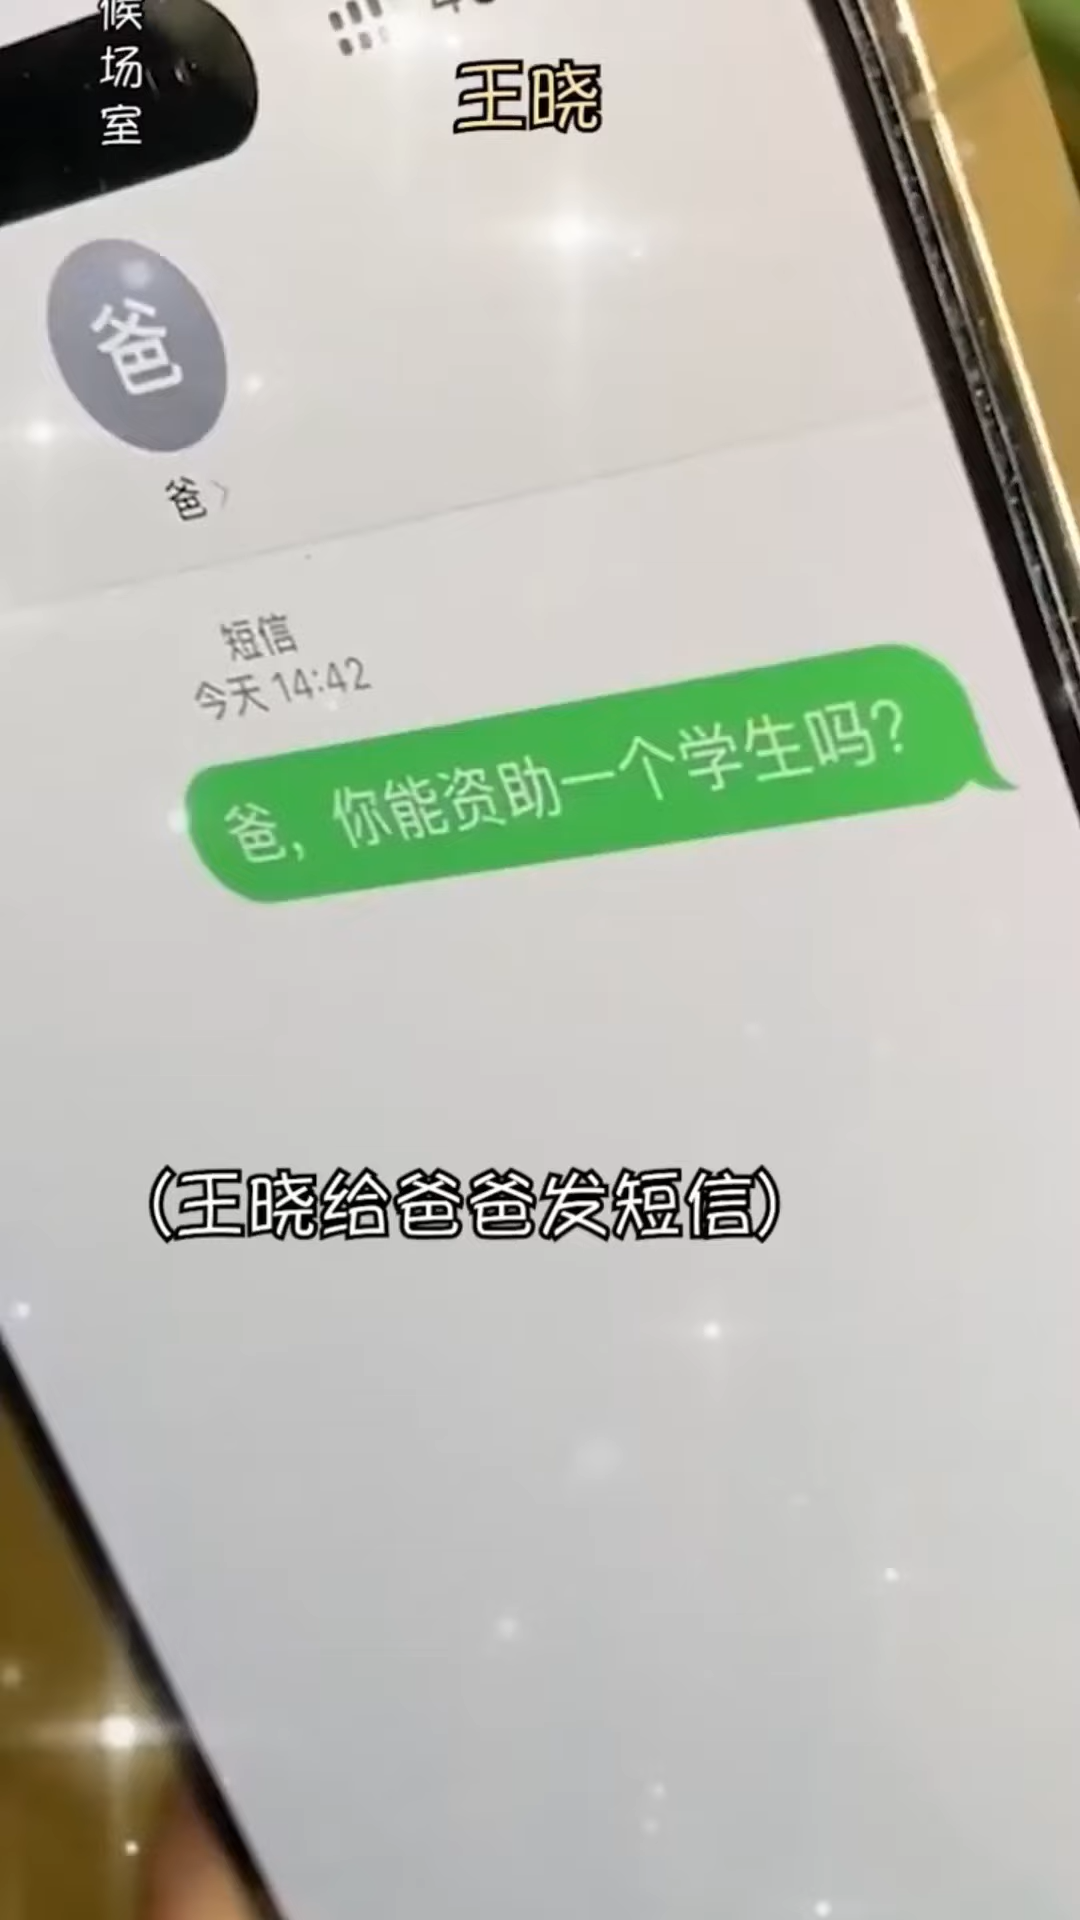 候场室
王晓
爸
爸
短信
今天 14:42
爸，你能资助一个学生吗？
(王晓给爸爸发短信)